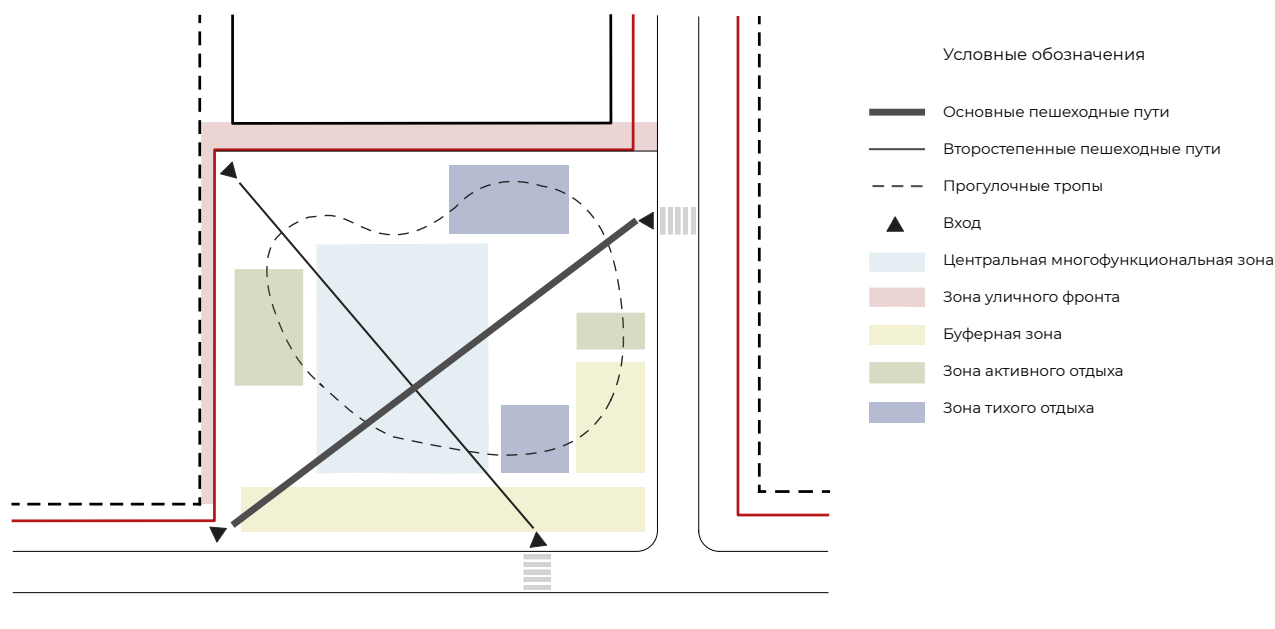 Условные обозначения
Основные пешеходные пути
Второстепенные пешеходные пути
Прогулочные тропы
Вход
Центральная многофункциональная зона
Зона уличного фронта
Буферная зона
Зона активного отдыха
Зона тихого отдыха